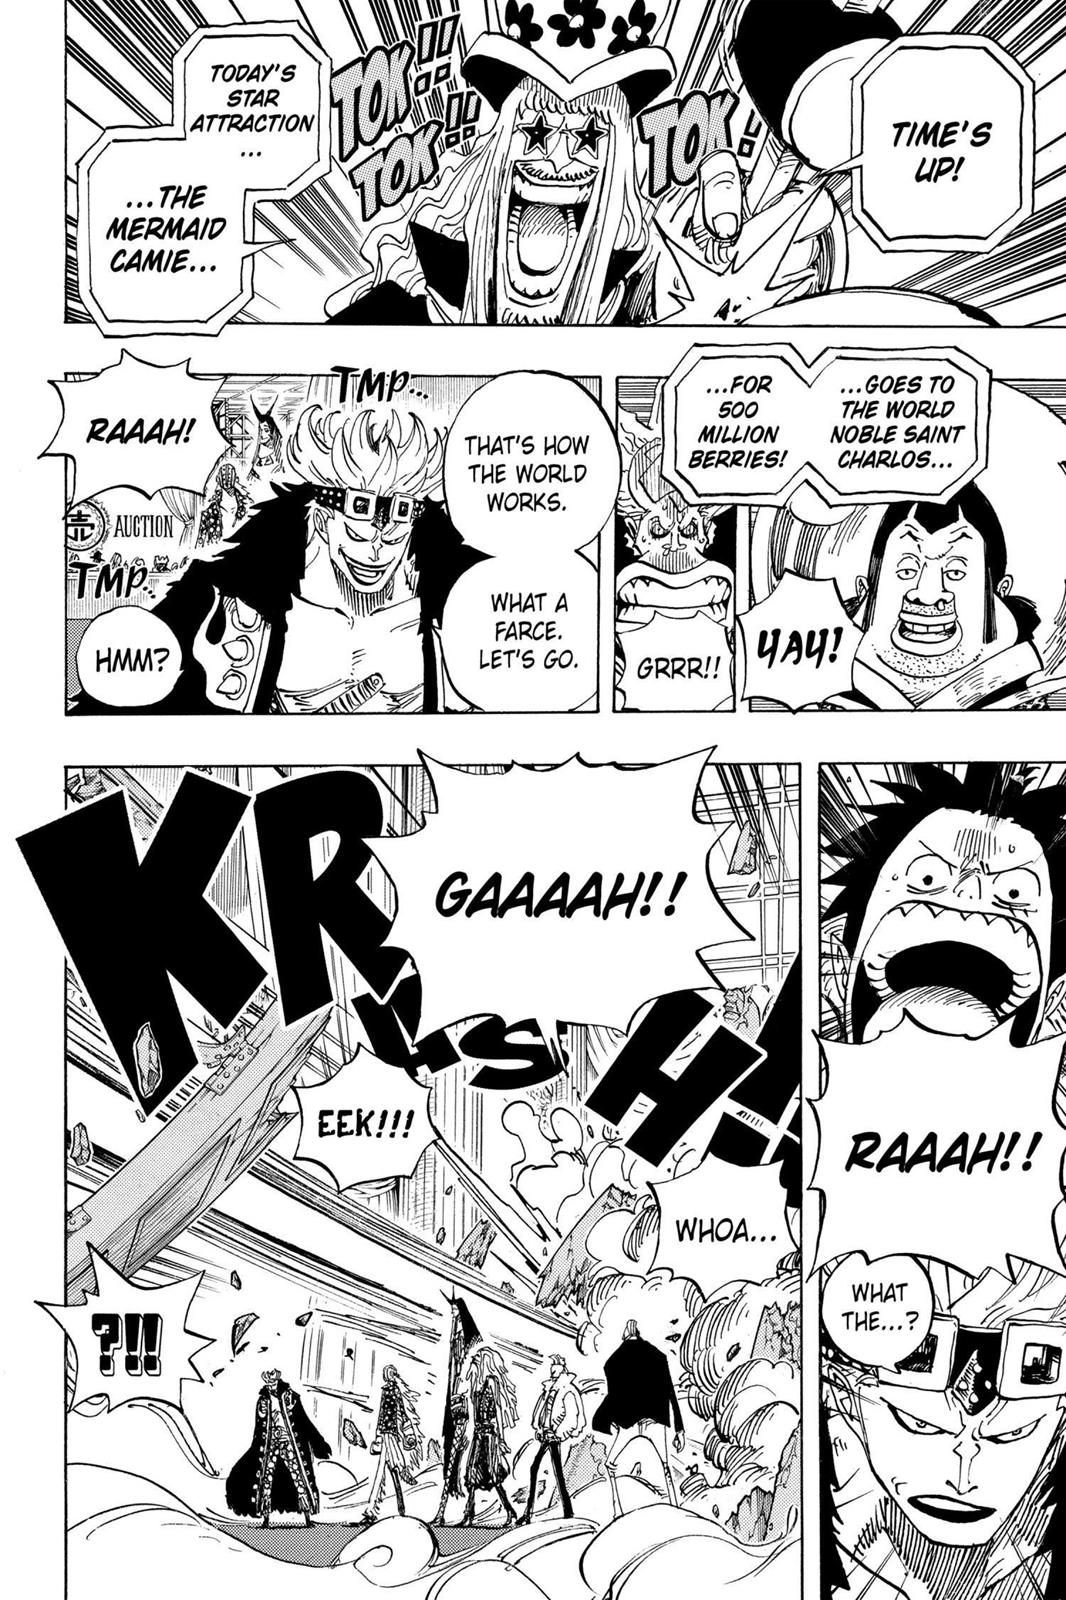 TIME'S
UP!
TOK!!
TOK!!
TOK!!
TODAY'S
STAR
ATTRACTION
...
...THE
MERMAID
CAMIE...
...GOES TO
THE WORLD
NOBLE SAINT
CHARLOS...
...FOR
500
MILLION
BERRIES!
YAY!
GRRR!!
THAT'S HOW
THE WORLD
WORKS.
WHAT A
FARCE.
LET'S GO.
TMP...
RAAAH!
売
AUCTION
TMP...
HMM?
RAAAH!!
WHAT
THE...?
GAAAAH!!
KRASH!!
EEK!!!
WHOA...
?!!